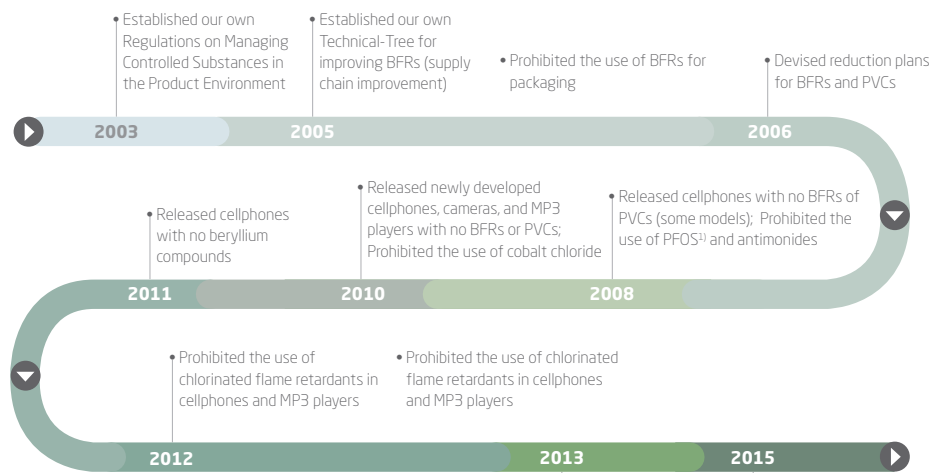 • Established our own
Regulations on Managing
Controlled Substances in
the Product Environment
• Established our own
Technical-Tree for
improving BFRs (supply
chain improvement)
• Prohibited the use of BFRs for
packaging
• Devised reduction plans
for BFRs and PVCs
2003
2005
2006
• Released cellphones with no BFRs of
PVCs (some models); Prohibited the
use of PFOS¹⁾ and antimonides
• Released newly developed
cellphones, cameras, and MP3
players with no BFRs or PVCs;
Prohibited the use of cobalt chloride
• Released cellphones
with no beryllium
compounds
2008
2010
2011
• Prohibited the use of
chlorinated flame retardants in
cellphones and MP3 players
• Prohibited the use of chlorinated
flame retardants in cellphones
and MP3 players
2012
2013
2015